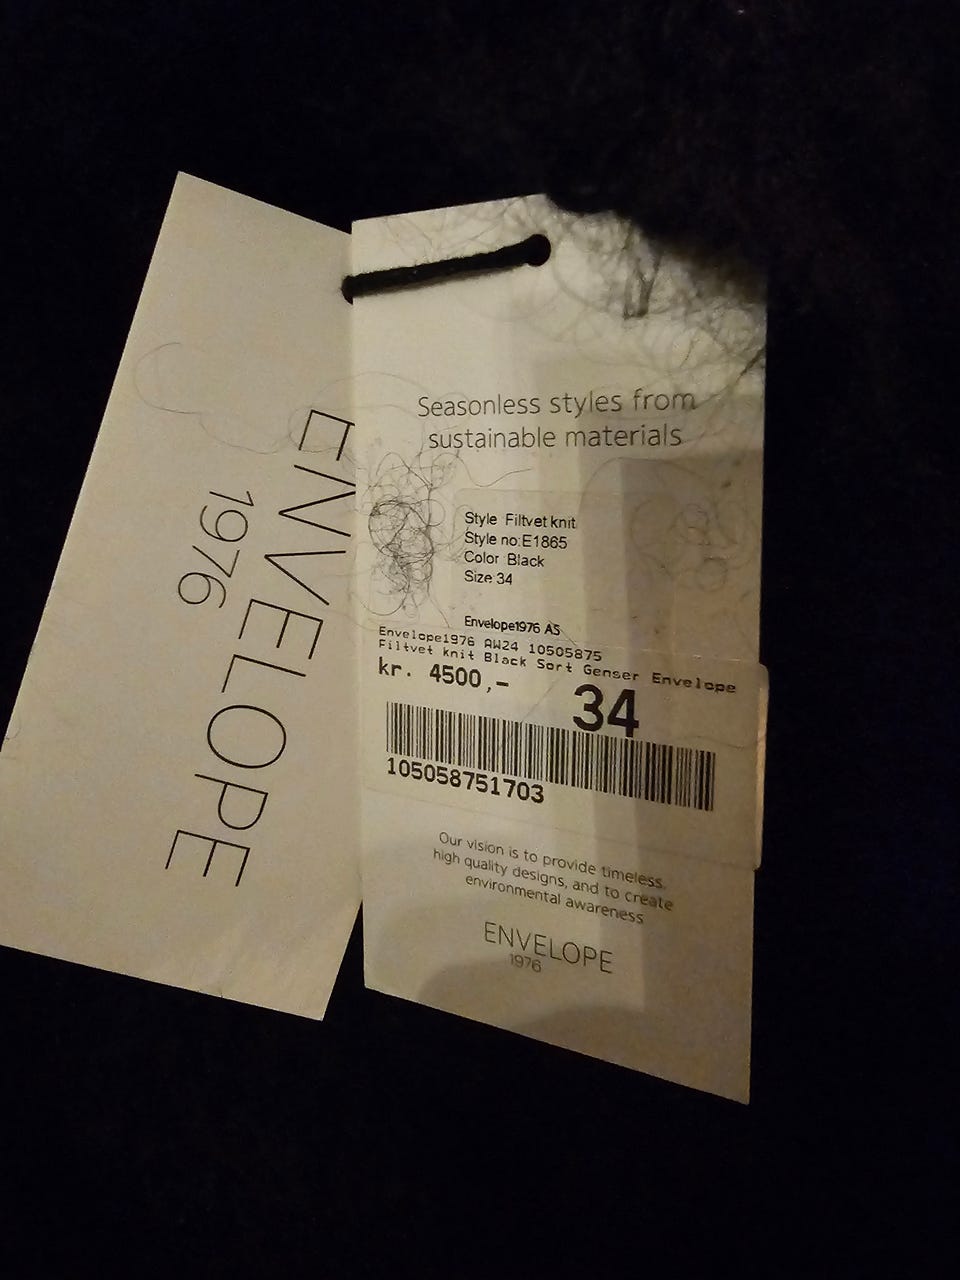 ENVELOPE
1976
Seasonless styles from
sustainable materials
Style Filtvet knit
Style no:E1865
Color Black
Size 34
Envelope1976 AS
Envelope1976 AW24 10505875
Filtvet knit Black Sort Genser Envelope
kr. 4500,-
34
105058751703
Our vision is to provide timeless,
high quality designs, and to create
environmental awareness
ENVELOPE
1976